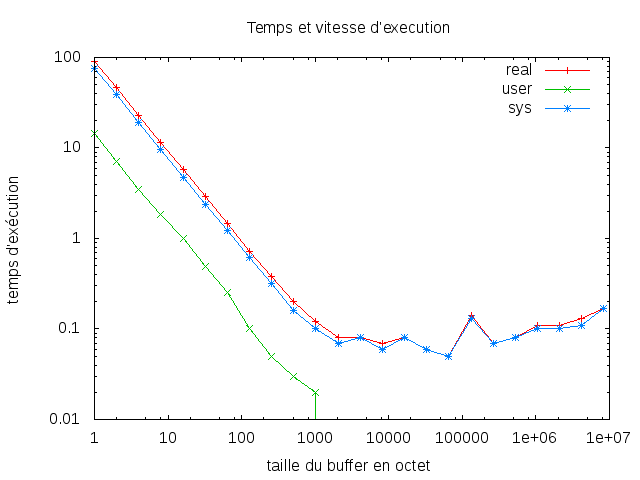 Temps et vitesse d'execution
100
10
1
0.1
0.01
temps d'exécution
real
user
sys
1 10 100 1000 10000 100000 1e+06 1e+07
taille du buffer en octet